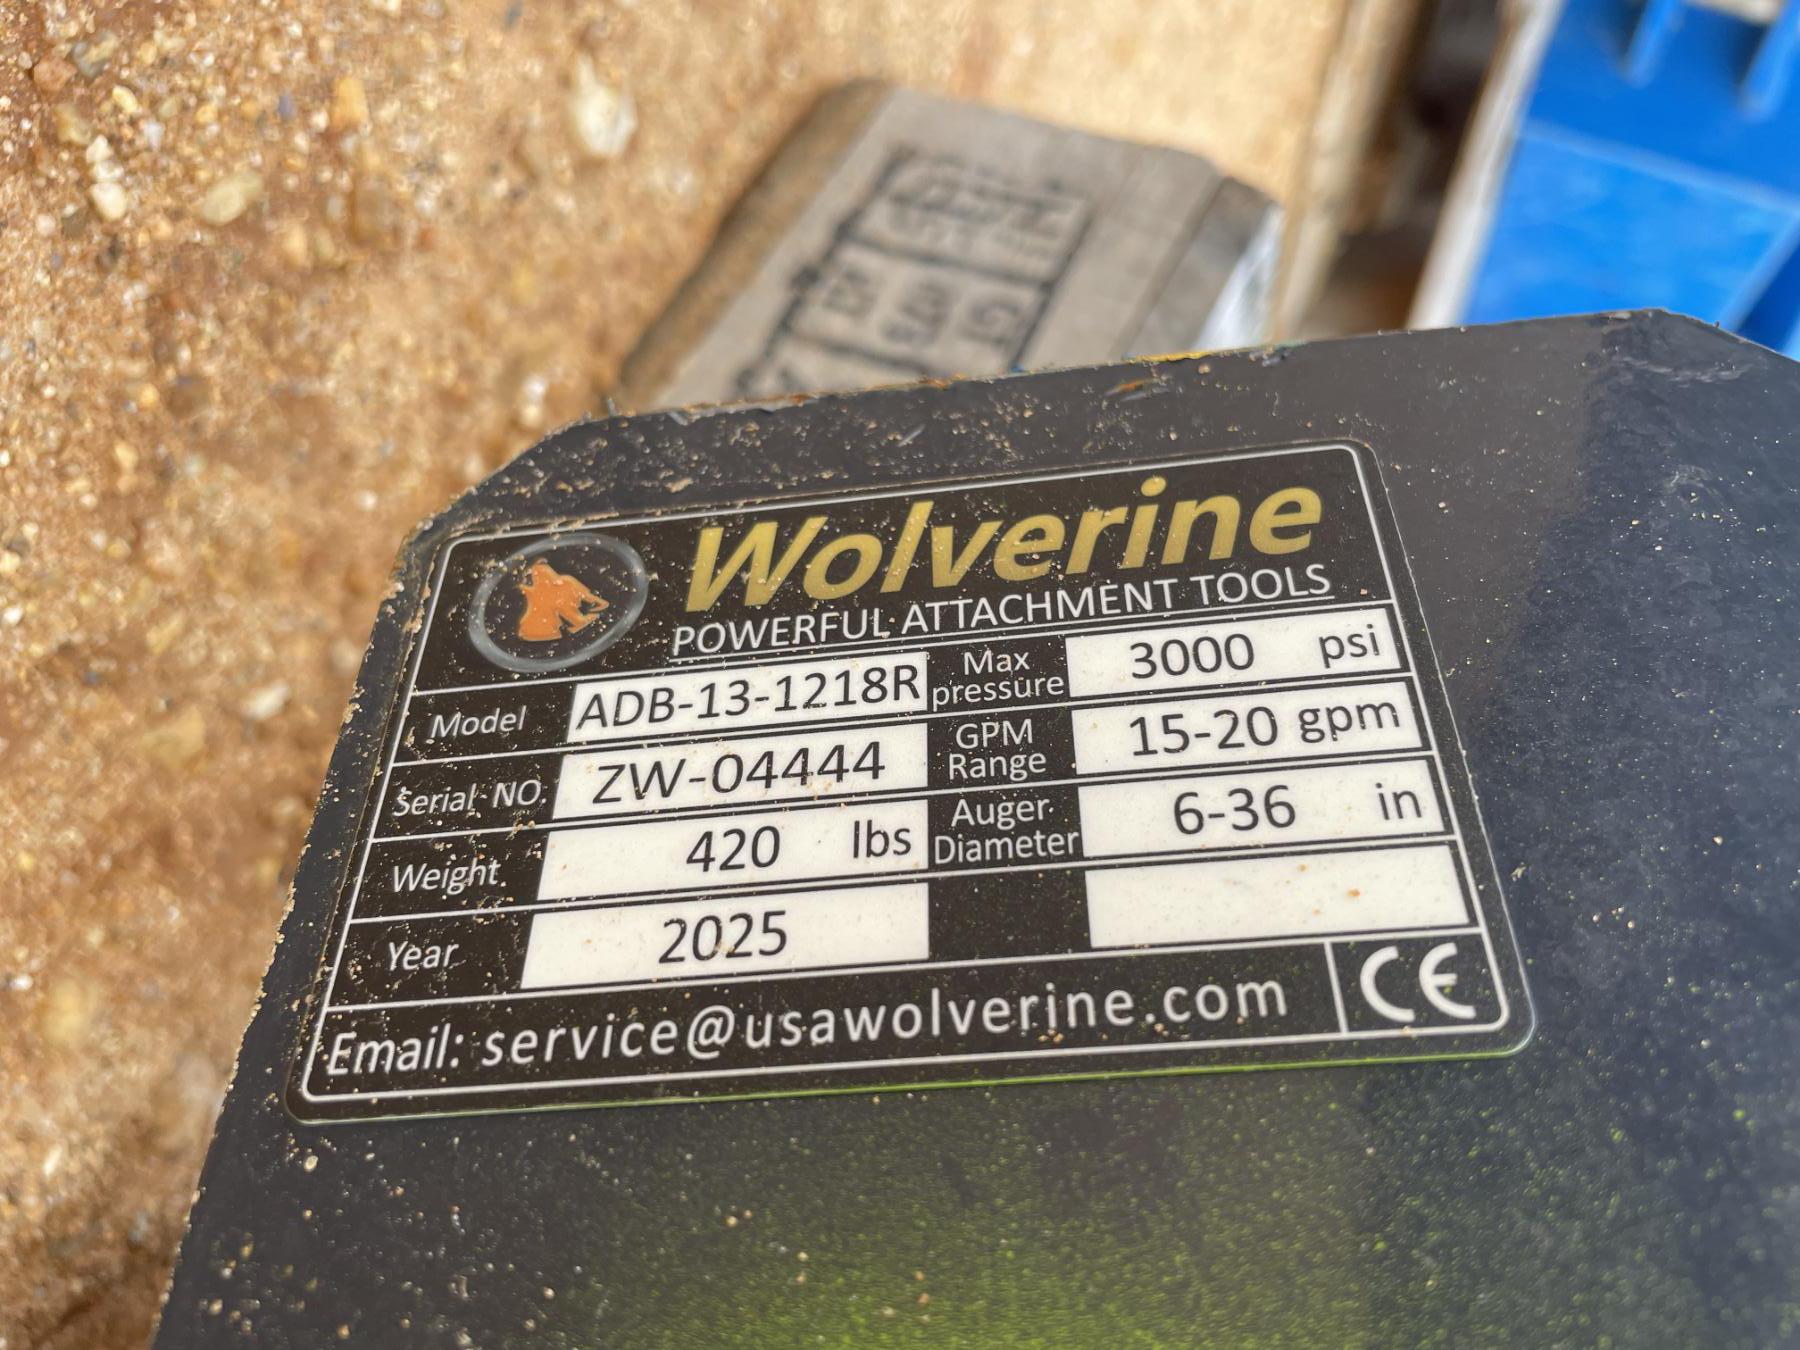 Wolverine
POWERFUL ATTACHMENT TOOLS
Model ADB-13-1218R Max pressure 3000 psi
Serial NO. ZW-04444 GPM Range 15-20 gpm
Weight 420 lbs Auger Diameter 6-36 in
Year 2025
Email: service@usawolverine.com CE